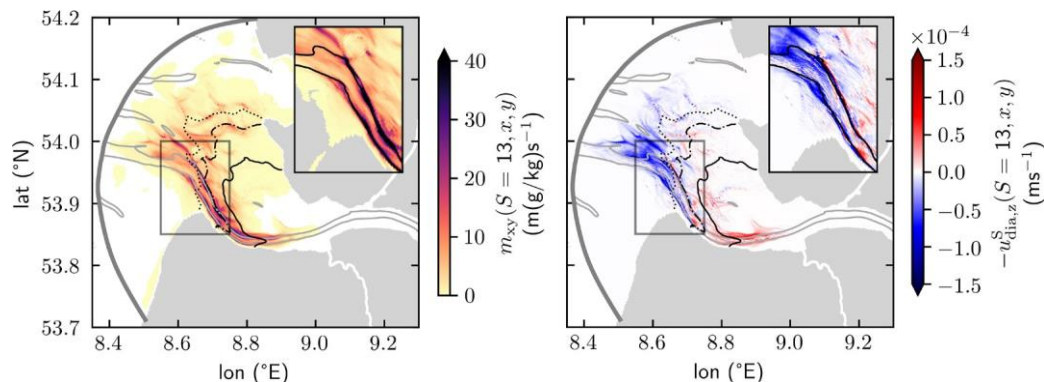 54.2
54.1
54.0
53.9
53.8
53.7
lat (°N)
8.4 8.6 8.8 9.0 9.2
lon (°E)
40
30
20
10
0
m_xy(S = 13, x, y)
(m(g/kg)s⁻¹)
8.4 8.6 8.8 9.0 9.2
lon (°E)
×10⁻⁴
1.5
1.0
0.5
0.0
−0.5
−1.0
−1.5
−u^S_dia,z(S = 13, x, y)
(ms⁻¹)